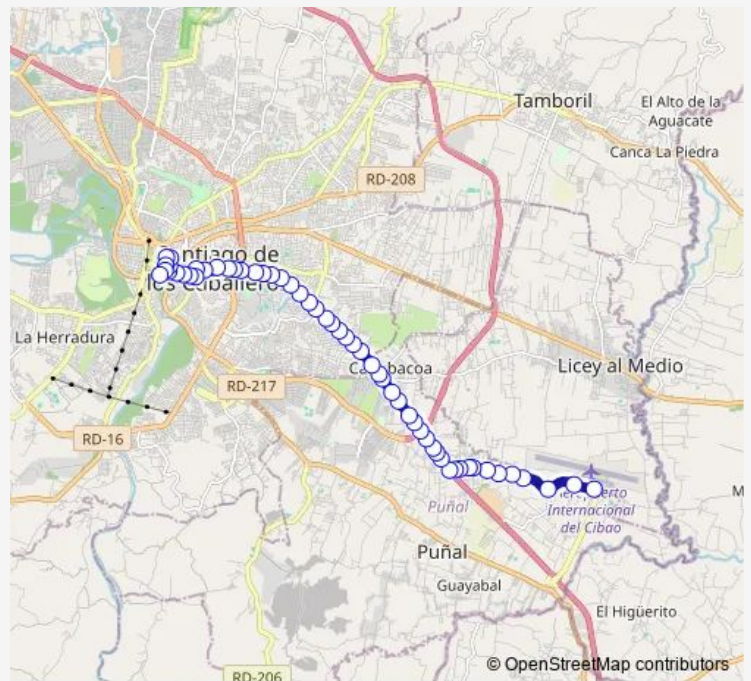 Tamboril
El Alto de la
Aguacate
Canca La Piedra
RD-208
Santiago de
los Caballeros
La Herradura
Licey al Medio
RD-217
RD-16
Puñal
Internacional
del Cibao
Puñal
Guayabal
El Higüerito
RD-206
© OpenStreetMap contributors